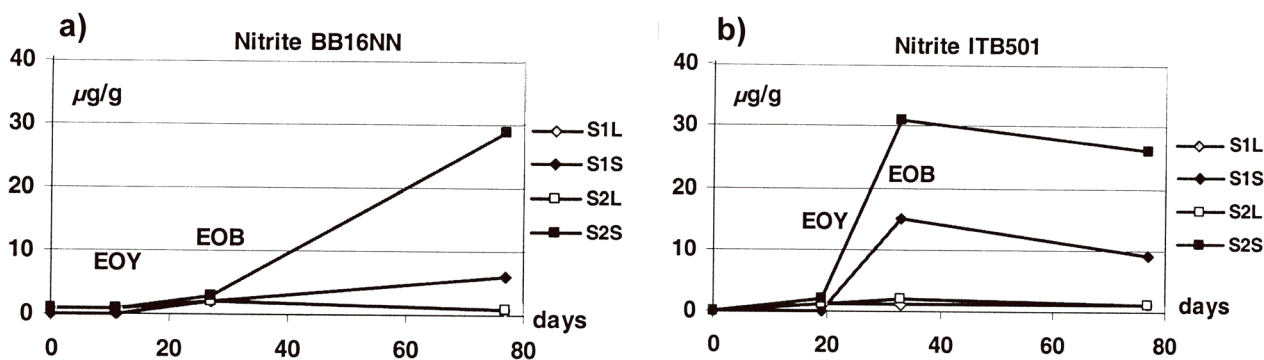 a)
Nitrite BB16NN
40
µg/g
30
20
10
0
EOY
EOB
0 20 40 60 80
days
S1L
S1S
S2L
S2S
b)
Nitrite ITB501
40
µg/g
30
20
10
0
EOY
EOB
0 20 40 60 80
days
S1L
S1S
S2L
S2S